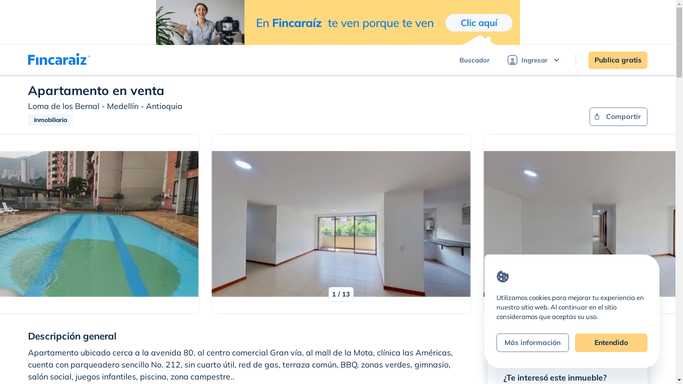 En Fincaraíz te ven porque te ven
Clic aquí
Fincaraiz
Buscador
Ingresar
Publica gratis
Apartamento en venta
Loma de los Bernal - Medellín - Antioquia
Inmobiliaria
Compartir
1 / 13
Utilizamos cookies para mejorar tu experiencia en
nuestro sitio web. Al continuar en el sitio
consideramos que aceptas su uso.
Más información
Entendido
Descripción general
Apartamento ubicado cerca a la avenida 80, al centro comercial Gran vía, al mall de la Mota, clínica las Américas,
cuenta con parqueadero sencillo No. 212, sin cuarto útil, red de gas, terraza común, BBQ, zonas verdes, gimnasio,
salón social, juegos infantiles, piscina, zona campestre..
¿Te interesó este inmueble?